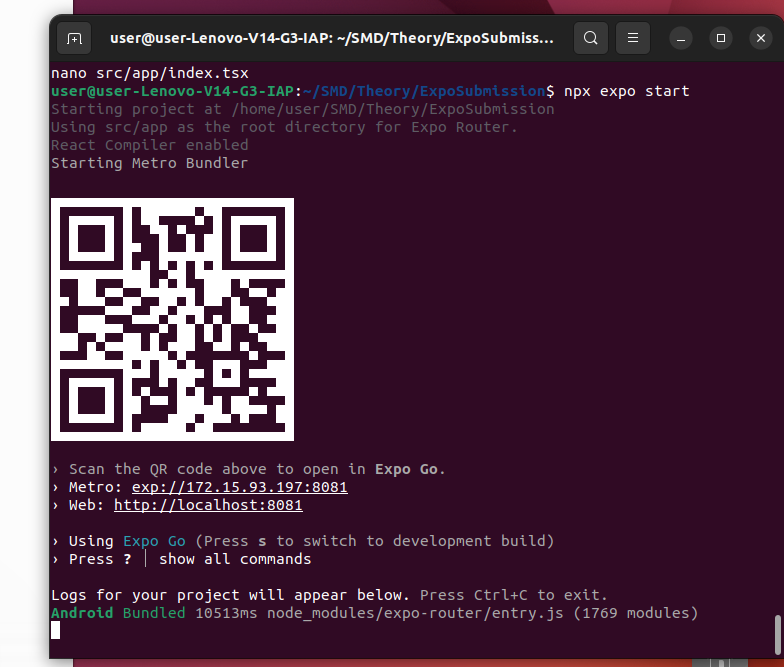 user@user-Lenovo-V14-G3-IAP: ~/SMD/Theory/ExpoSubmiss...
nano src/app/index.tsx
user@user-Lenovo-V14-G3-IAP:~/SMD/Theory/ExpoSubmission$ npx expo start
Starting project at /home/user/SMD/Theory/ExpoSubmission
Using src/app as the root directory for Expo Router.
React Compiler enabled
Starting Metro Bundler
› Scan the QR code above to open in Expo Go.
› Metro: exp://172.15.93.197:8081
› Web: http://localhost:8081
› Using Expo Go (Press s to switch to development build)
› Press ? │ show all commands
Logs for your project will appear below. Press Ctrl+C to exit.
Android Bundled 10513ms node_modules/expo-router/entry.js (1769 modules)